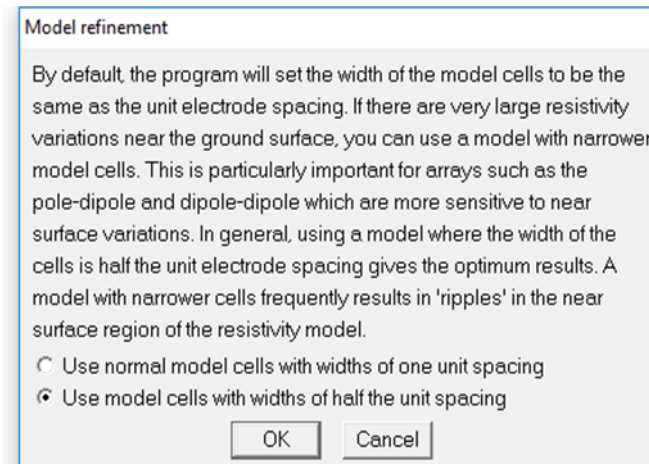 Model refinement
By default, the program will set the width of the model cells to be the
same as the unit electrode spacing. If there are very large resistivity
variations near the ground surface, you can use a model with narrower
model cells. This is particularly important for arrays such as the
pole-dipole and dipole-dipole which are more sensitive to near
surface variations. In general, using a model where the width of the
cells is half the unit electrode spacing gives the optimum results. A
model with narrower cells frequently results in 'ripples' in the near
surface region of the resistivity model.
Use normal model cells with widths of one unit spacing
Use model cells with widths of half the unit spacing
OK Cancel